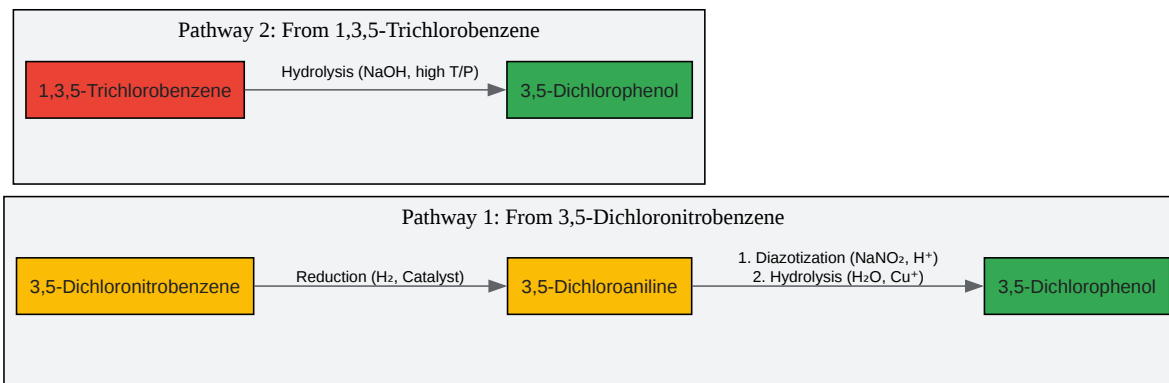 Pathway 2: From 1,3,5-Trichlorobenzene
1,3,5-Trichlorobenzene
Hydrolysis (NaOH, high T/P)
3,5-Dichlorophenol
Pathway 1: From 3,5-Dichloronitrobenzene
3,5-Dichloronitrobenzene
Reduction (H₂, Catalyst)
3,5-Dichloroaniline
1. Diazotization (NaNO₂, H⁺)
2. Hydrolysis (H₂O, Cu⁺)
3,5-Dichlorophenol